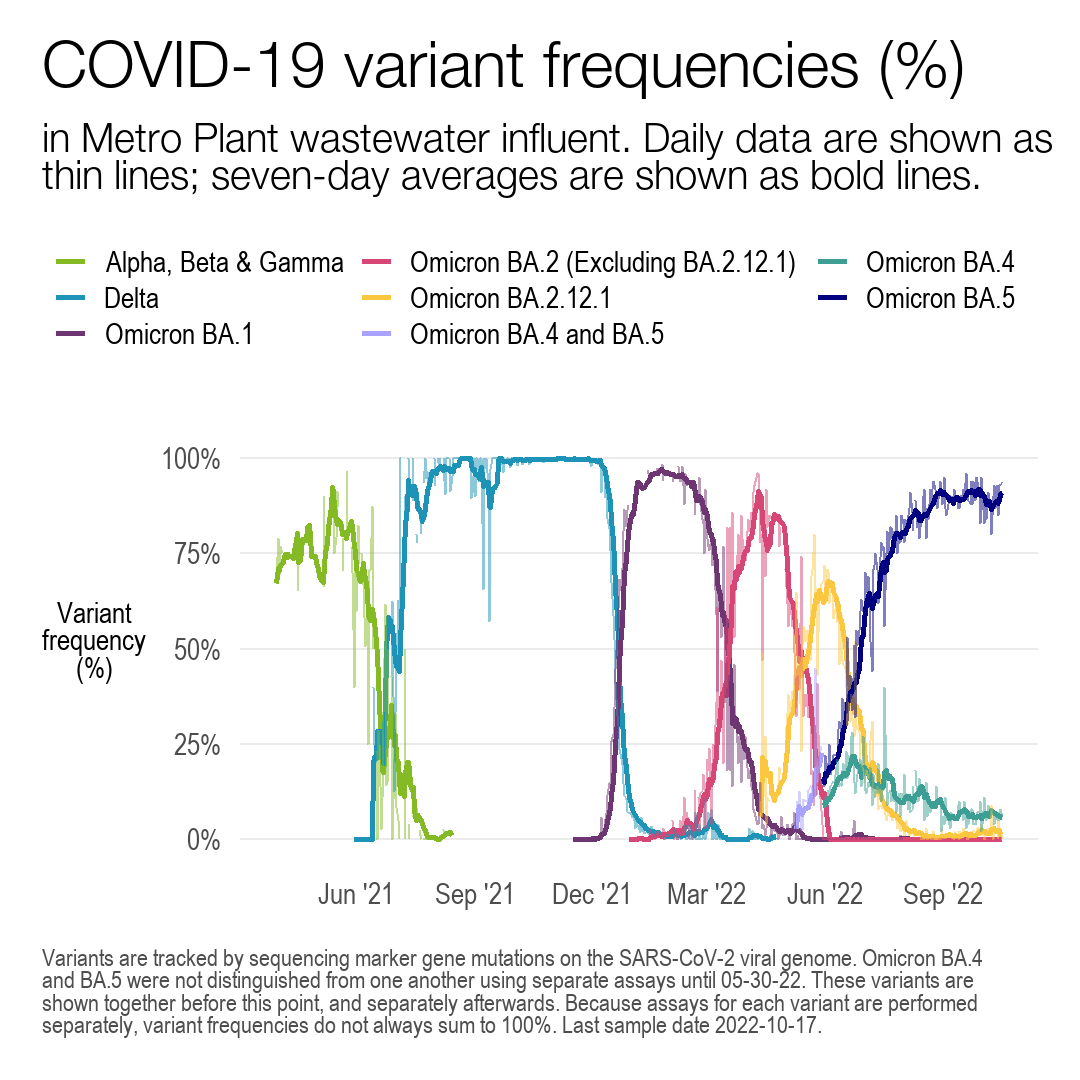 COVID-19 variant frequencies (%)
in Metro Plant wastewater influent. Daily data are shown as
thin lines; seven-day averages are shown as bold lines.
Alpha, Beta & Gamma
Delta
Omicron BA.1
Omicron BA.2 (Excluding BA.2.12.1)
Omicron BA.2.12.1
Omicron BA.4 and BA.5
Omicron BA.4
Omicron BA.5
Variant
frequency
(%)
100%
75%
50%
25%
0%
Jun '21
Sep '21
Dec '21
Mar '22
Jun '22
Sep '22
Variants are tracked by sequencing marker gene mutations on the SARS-CoV-2 viral genome. Omicron BA.4
and BA.5 were not distinguished from one another using separate assays until 05-30-22. These variants are
shown together before this point, and separately afterwards. Because assays for each variant are performed
separately, variant frequencies do not always sum to 100%. Last sample date 2022-10-17.